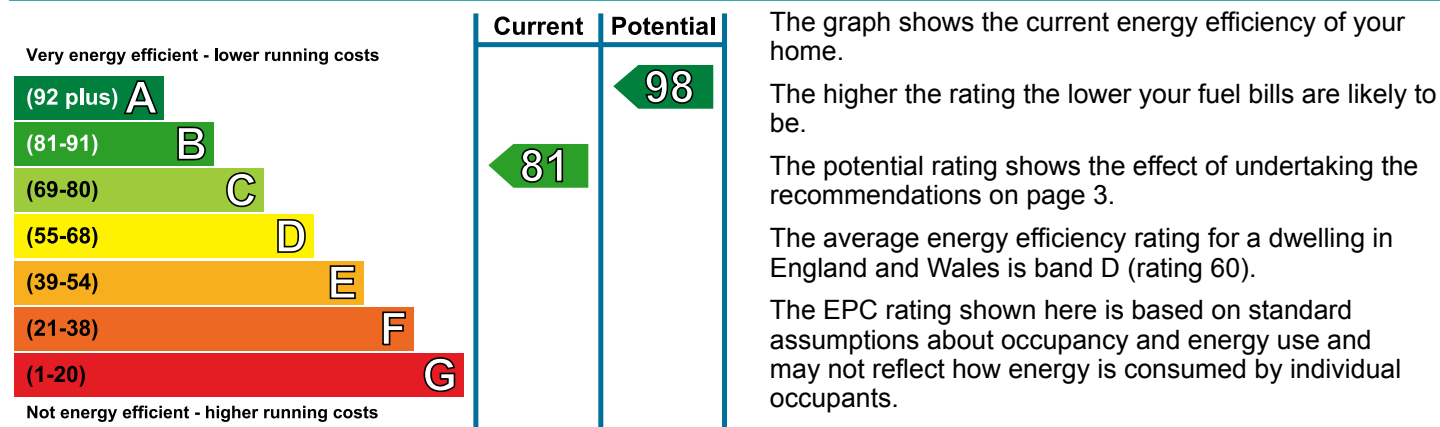 Current Potential
Very energy efficient - lower running costs
(92 plus) A
98
(81-91) B
81
(69-80) C
(55-68) D
(39-54) E
(21-38) F
(1-20) G
Not energy efficient - higher running costs
The graph shows the current energy efficiency of your
home.
The higher the rating the lower your fuel bills are likely to
be.
The potential rating shows the effect of undertaking the
recommendations on page 3.
The average energy efficiency rating for a dwelling in
England and Wales is band D (rating 60).
The EPC rating shown here is based on standard
assumptions about occupancy and energy use and
may not reflect how energy is consumed by individual
occupants.